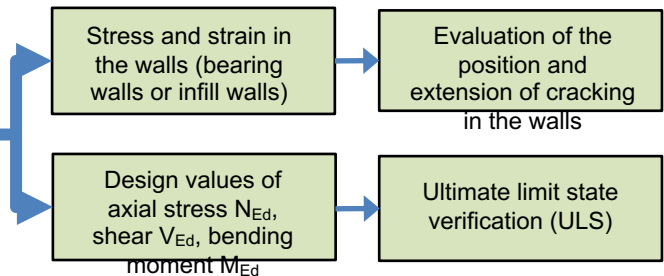 Stress and strain in
the walls (bearing
walls or infill walls)
Evaluation of the
position and
extension of cracking
in the walls
Design values of
axial stress NEd,
shear VEd, bending
moment MEd
Ultimate limit state
verification (ULS)